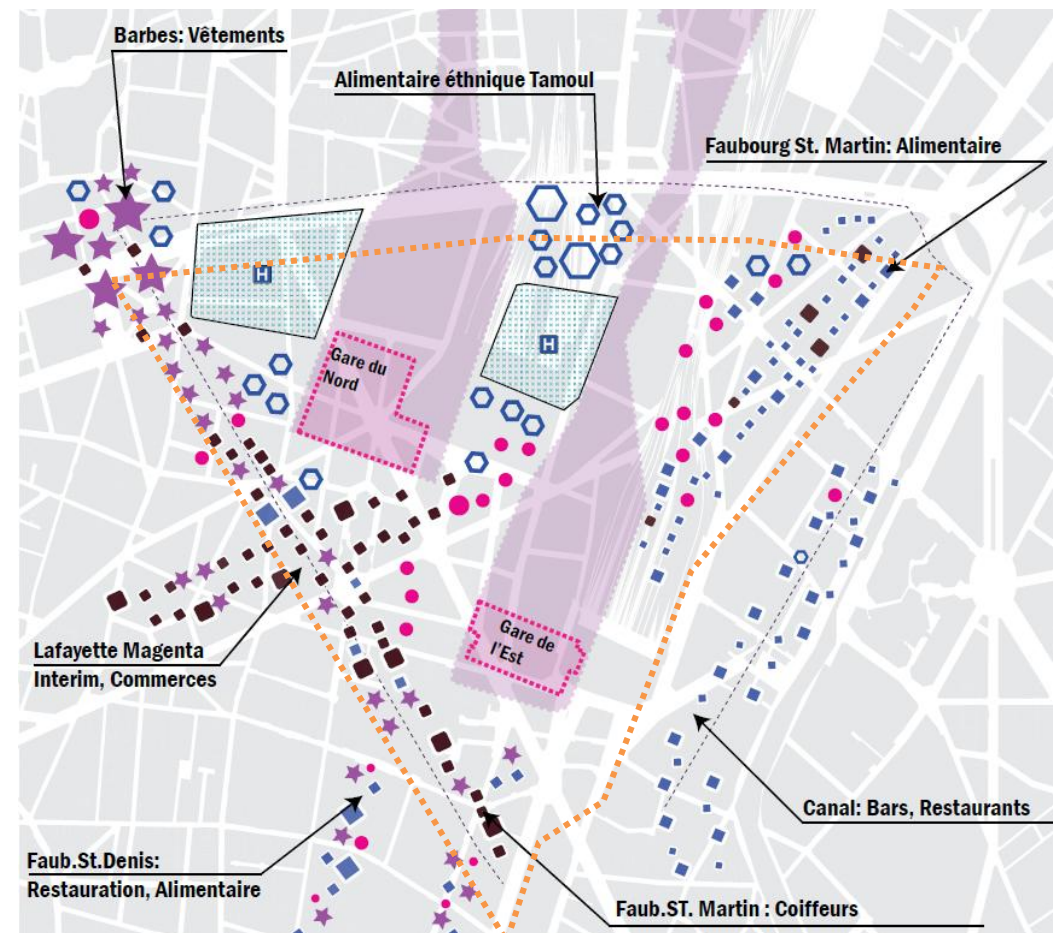 Barbes: Vêtements
Alimentaire éthnique Tamoul
Faubourg St. Martin: Alimentaire
H
H
Gare du
Nord
Gare de
l'Est
Lafayette Magenta
Interim, Commerces
Canal: Bars, Restaurants
Faub.St.Denis:
Restauration, Alimentaire
Faub.ST. Martin : Coiffeurs